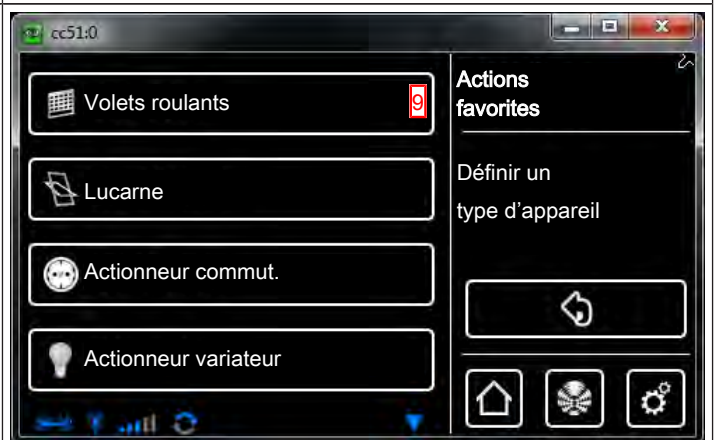 cc51:0
Volets roulants
9
Lucarne
Actionneur commut.
Actionneur variateur
Actions
favorites
Définir un
type d’appareil